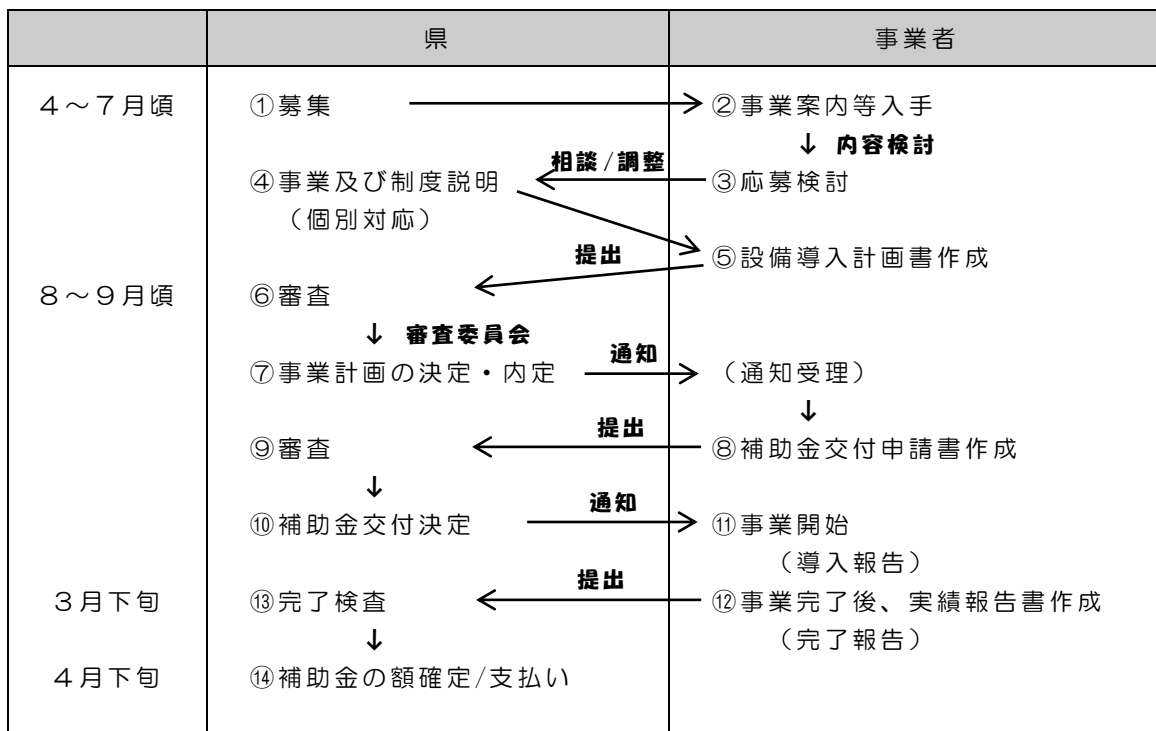 県 事業者
4~7月頃 ①募集 ②事業案内等入手
↓ 内容検討
相談/調整
④事業及び制度説明 ③応募検討
(個別対応)
提出 ⑤設備導入計画書作成
8~9月頃 ⑥審査
↓ 審査委員会
通知
⑦事業計画の決定・内定 (通知受理)
↓
提出
⑨審査 ⑧補助金交付申請書作成
↓
通知
⑩補助金交付決定 ⑪事業開始
(導入報告)
提出
3月下旬 ⑬完了検査 ⑫事業完了後、実績報告書作成
↓ (完了報告)
4月下旬 ⑭補助金の額確定/支払い